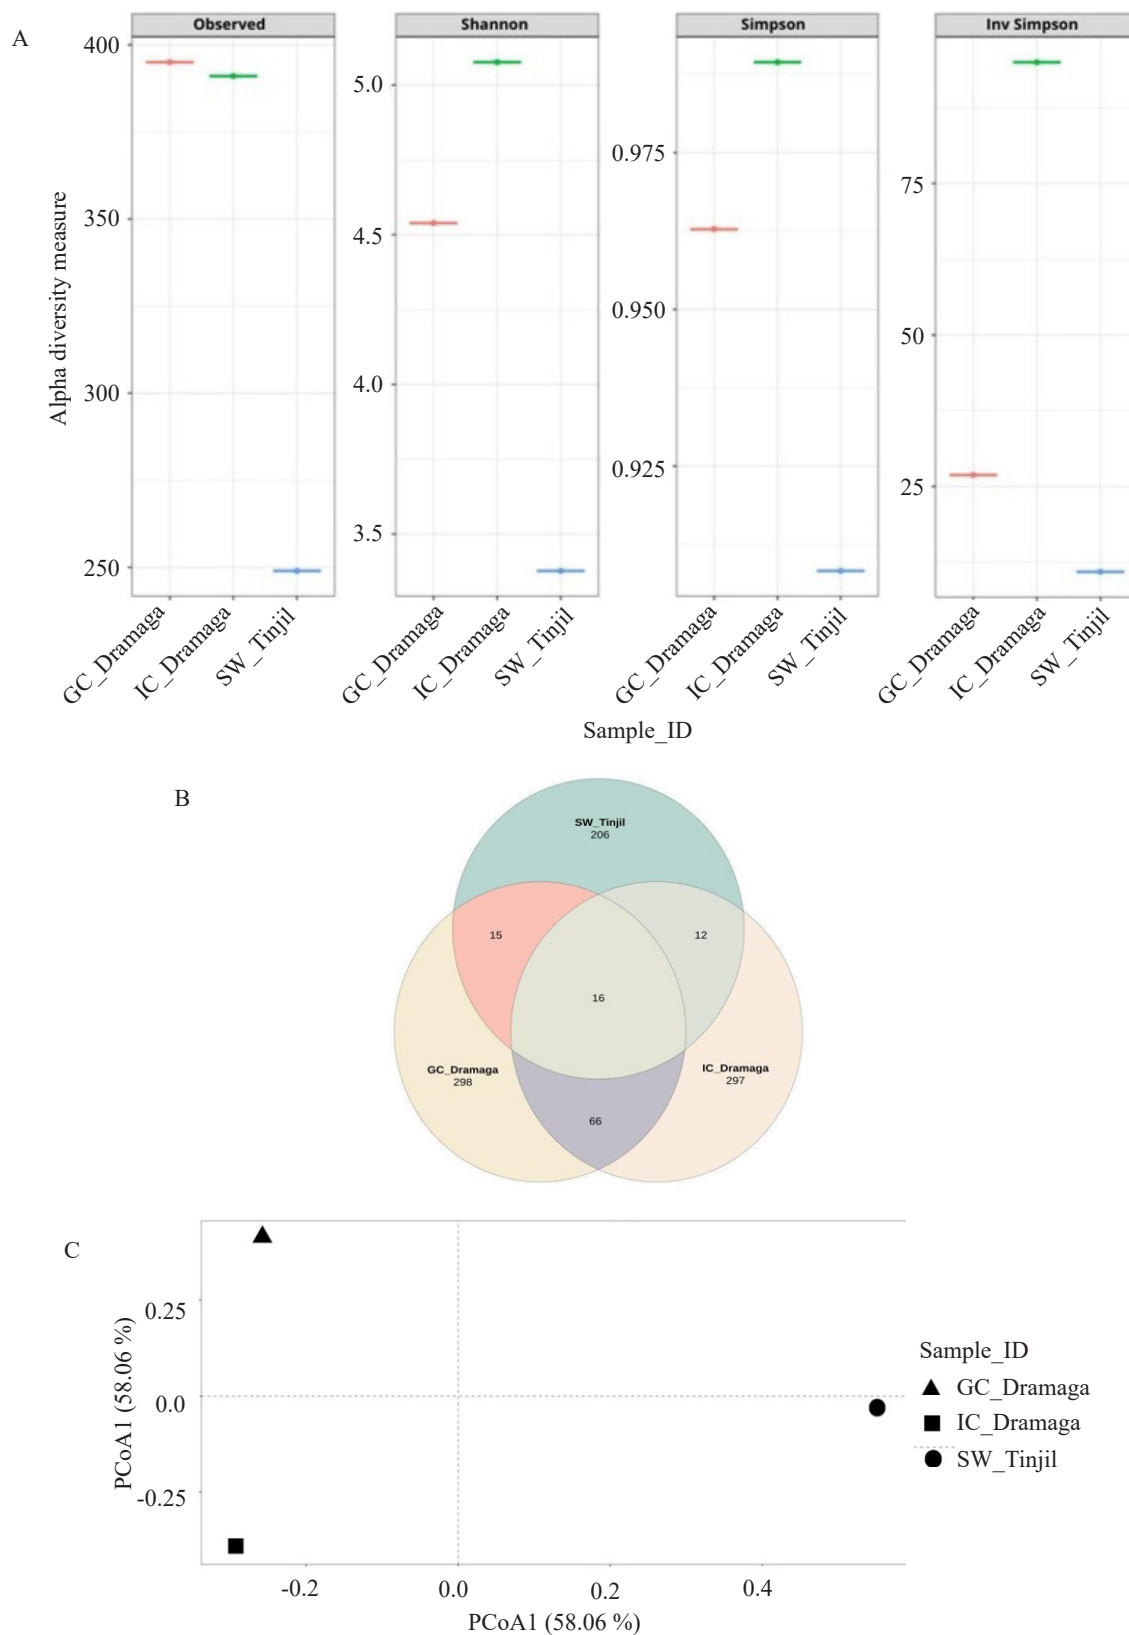 A
Observed
Shannon
Simpson
Inv Simpson
Alpha diversity measure
400
350
300
250
5.0
4.5
4.0
3.5
0.975
0.950
0.925
75
50
25
GC_Dramaga
IC_Dramaga
SW_Tinjil
GC_Dramaga
IC_Dramaga
SW_Tinjil
GC_Dramaga
IC_Dramaga
SW_Tinjil
GC_Dramaga
IC_Dramaga
SW_Tinjil
Sample_ID
B
SW_Tinjil
206
15
12
16
GC_Dramaga
298
IC_Dramaga
297
66
C
PCoA1 (58.06 %)
0.25
0.0
-0.25
-0.2
0.0
0.2
0.4
PCoA1 (58.06 %)
Sample_ID
GC_Dramaga
IC_Dramaga
SW_Tinjil